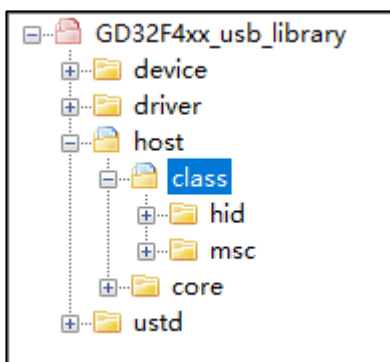 GD32F4xx_usb_library
device
driver
host
class
hid
msc
core
ustd